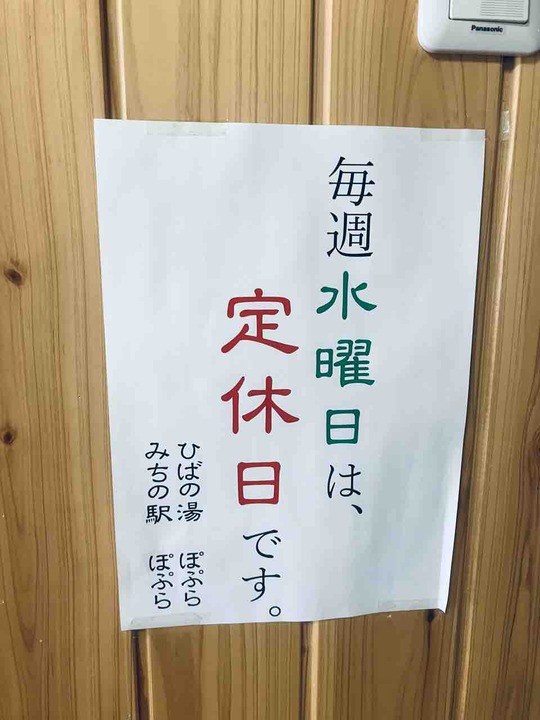 Panasonic
毎週水曜日は、
定休日です。
ひばの湯 ぽぷら
みちの駅 ぽぷら